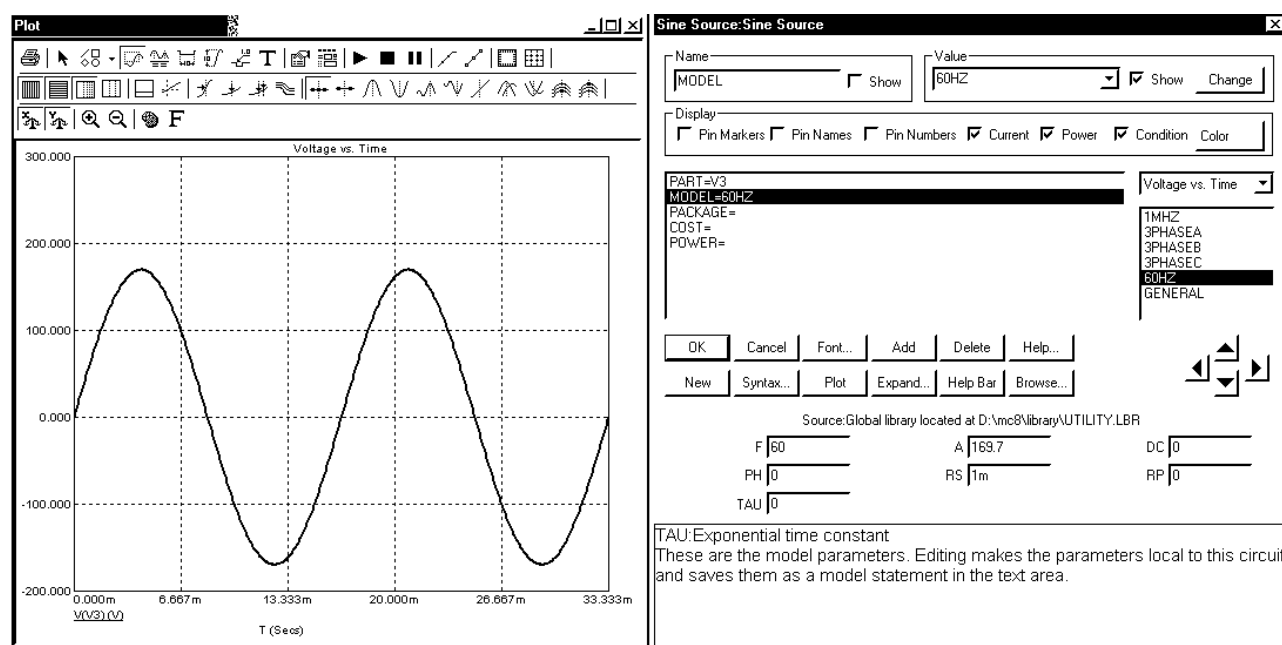 Plot
T
F
Voltage vs. Time
300.000
200.000
100.000
0.000
-100.000
-200.000
0.000m 6.667m 13.333m 20.000m 26.667m 33.333m
V(V3) (V)
T (Secs)
Sine Source:Sine Source
Name
MODEL Show
Value
60HZ Show Change
Display
Pin Markers Pin Names Pin Numbers Current Power Condition Color
PART=V3
MODEL=60HZ
PACKAGE=
COST=
POWER=
Voltage vs. Time
1MHZ
3PHASEA
3PHASEB
3PHASEC
60HZ
GENERAL
OK Cancel Font... Add Delete Help...
New Syntax... Plot Expand... Help Bar Browse...
Source:Global library located at D:\mc8\library\UTILITY.LBR
F 60 A 169.7 DC 0
PH 0 RS 1m RP 0
TAU 0
TAU:Exponential time constant
These are the model parameters. Editing makes the parameters local to this circuit
and saves them as a model statement in the text area.